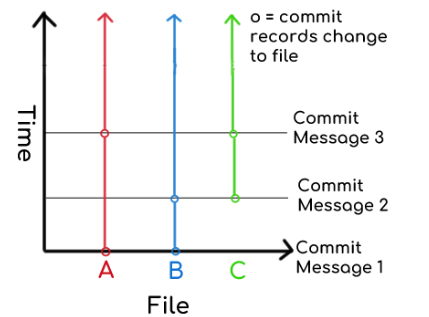 o = commit
records change
to file
Time
Commit
Message 3
Commit
Message 2
Commit
Message 1
A B C
File